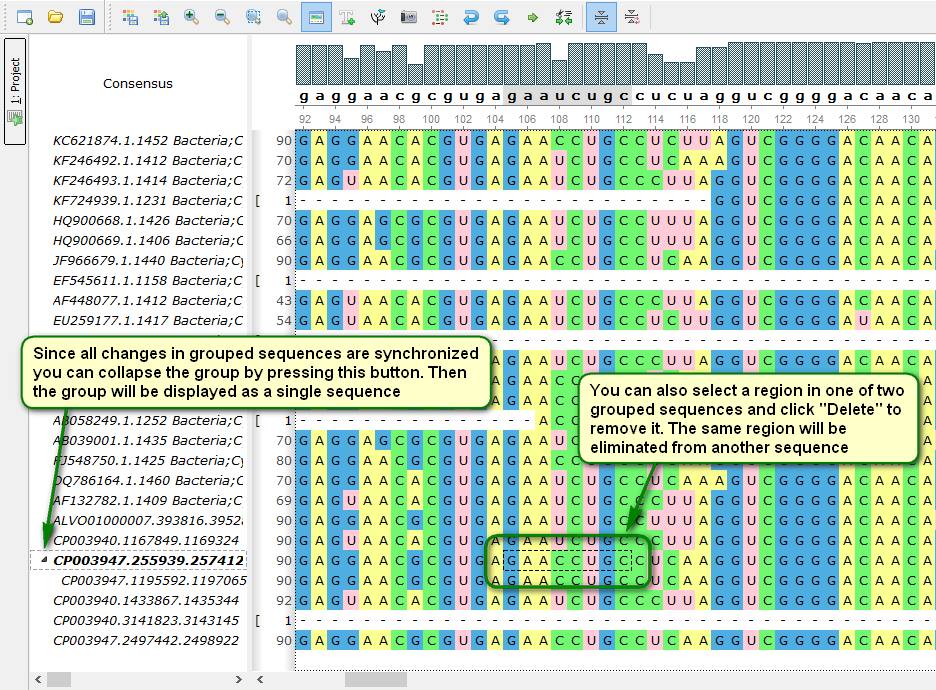 1: Project
Consensus
g a g g a a c g c g u g a g a a u c u g c c u c u a g g u c g g g g a c a a c a
92 94 96 98 100 102 104 106 108 110 112 114 116 118 120 122 124 126 128 130
KC621874.1.1452 Bacteria;C 90 G A G G A A C A C G U G A G A A C C U G C C U C U U A G U C G G G G A C A A C A
KF246492.1.1412 Bacteria;C 70 G A G G A A C A C G U G A G A A U C U G C C U C A A A G U C G G G G A C A A C A
KF246493.1.1414 Bacteria;C 72 G A G U A A C A C G U G A G A A U C U G C C C U U A G G U C G G G G A C A A C A
KF724939.1.1231 Bacteria;C [ 1 - - - - - - - - - - - - - - - - - - - - - - - - - - G G U C G G G G A C A A C A
HQ900668.1.1426 Bacteria;C 70 G A G G A G C G C G U G A G A A C C U G C C U U U A G G U C G G G G A C A A C A
HQ900669.1.1406 Bacteria;C 66 G A G G A G C G C G U G A G A A U C U G C C U U U A G G U C G G G G A C A A C A
JF966679.1.1440 Bacteria;Cy 90 G A G G A A C A C G U G A G A A C C U G C C U C A A G G U C G G G G A C A A C A
EF545611.1.1158 Bacteria;C [ 1 - - - - - - - - - - - - - - - - - - - - - - - - - - - - - - - - - - - - - - - -
AF448077.1.1412 Bacteria;C 43 G A G U A A C A C G U G A G A A U C U G C C C U U A G G U C G G G G A C A A C A
EU259177.1.1417 Bacteria;C 54 G A G U A A C A C G U G A G A A U C U G C C U C U U G G U C G G G G A U A A C A
Since all changes in grouped sequences are synchronized
you can collapse the group by pressing this button. Then
the group will be displayed as a single sequence
A G A A U C U G C C C U U A G G U C G G G G A C A A C A
You can also select a region in one of two
grouped sequences and click "Delete" to
remove it. The same region will be
eliminated from another sequence
AB058249.1.1252 Bacteria;C [ 1 - - - - - - - - - - - - - - - A C
AB039001.1.1435 Bacteria;C 70 G A G G A G C G C G U G A G A A U C
FJ548750.1.1425 Bacteria;Cy 80 G A G G A A C G C G U G A G A A C C
DQ786164.1.1460 Bacteria;C 70 G A G G A A C G C G U G A G A A U C U G C C U C A A A G U C G G G G A C A A C A
AF132782.1.1409 Bacteria;C 69 G A G U A A C A C G U G A G A A U C U G C C C U U A G G U C G G G G A C A A C A
ALVO01000007.393816.3952 90 G A G G A A C G C G U G A G A A U C U G C C U U U A G G U C G G G G A C A A C A
CP003940.1167849.1169324 90 G A G U A A C A C G U G A G A A U C U G C C C U U A G G U C G G G G A C A A C A
CP003947.255939.257412 90 G A G G A A C G C G U G A G A A C C U G C C U C A A G G U C G G G G A C A A C A
CP003947.1195592.1197065 90 G A G G A A C G C G U G A G A A C C U G C C U C A A G G U C G G G G A C A A C A
CP003940.1433867.1435344 92 G A G U A A C A C G U G A G A A U C U G C C C U U A G G U C G G G G A C A A C A
CP003940.3141823.3143145 [ 1 - - - - - - - - - - - - - - - - - - - - - - - - - - - - - - - - - - - - - - - -
CP003947.2497442.2498922 90 G A G G A A C G C G U G A G A A U C U G C C U C A A G G U C G G G G A C A A C A